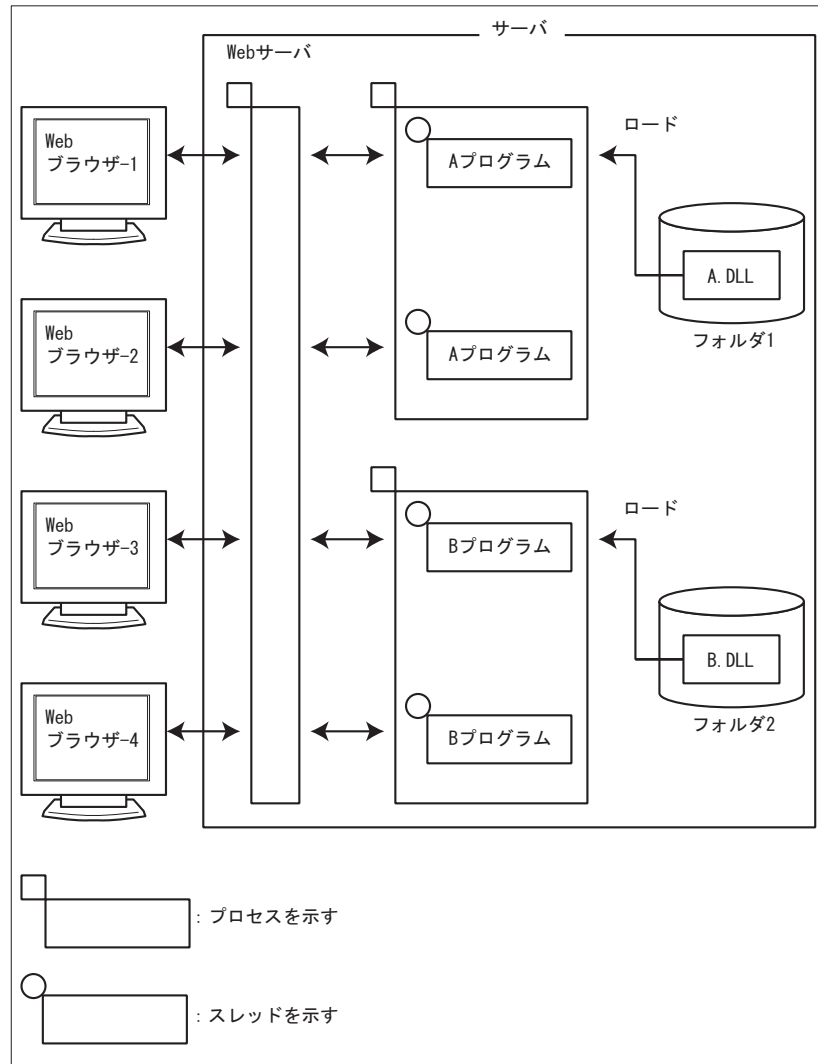 サーバ
Webサーバ
Web
ブラウザ-1
Aプログラム
ロード
A.DLL
フォルダ1
Web
ブラウザ-2
Aプログラム
Web
ブラウザ-3
Bプログラム
ロード
B.DLL
フォルダ2
Web
ブラウザ-4
Bプログラム
：プロセスを示す
：スレッドを示す